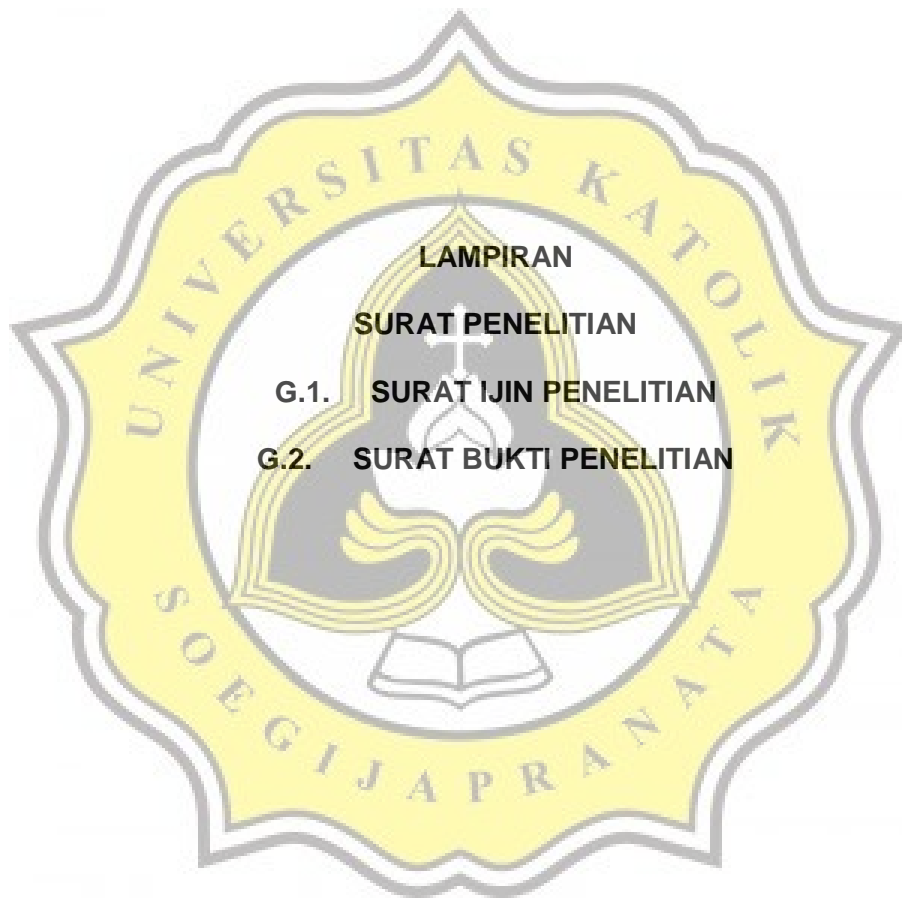 UNIVERSITAS KATOLIK
LAMPIRAN
SURAT PENELITIAN
G.1. SURAT IJIN PENELITIAN
G.2. SURAT BUKTI PENELITIAN
SOEGIJAPRANATA